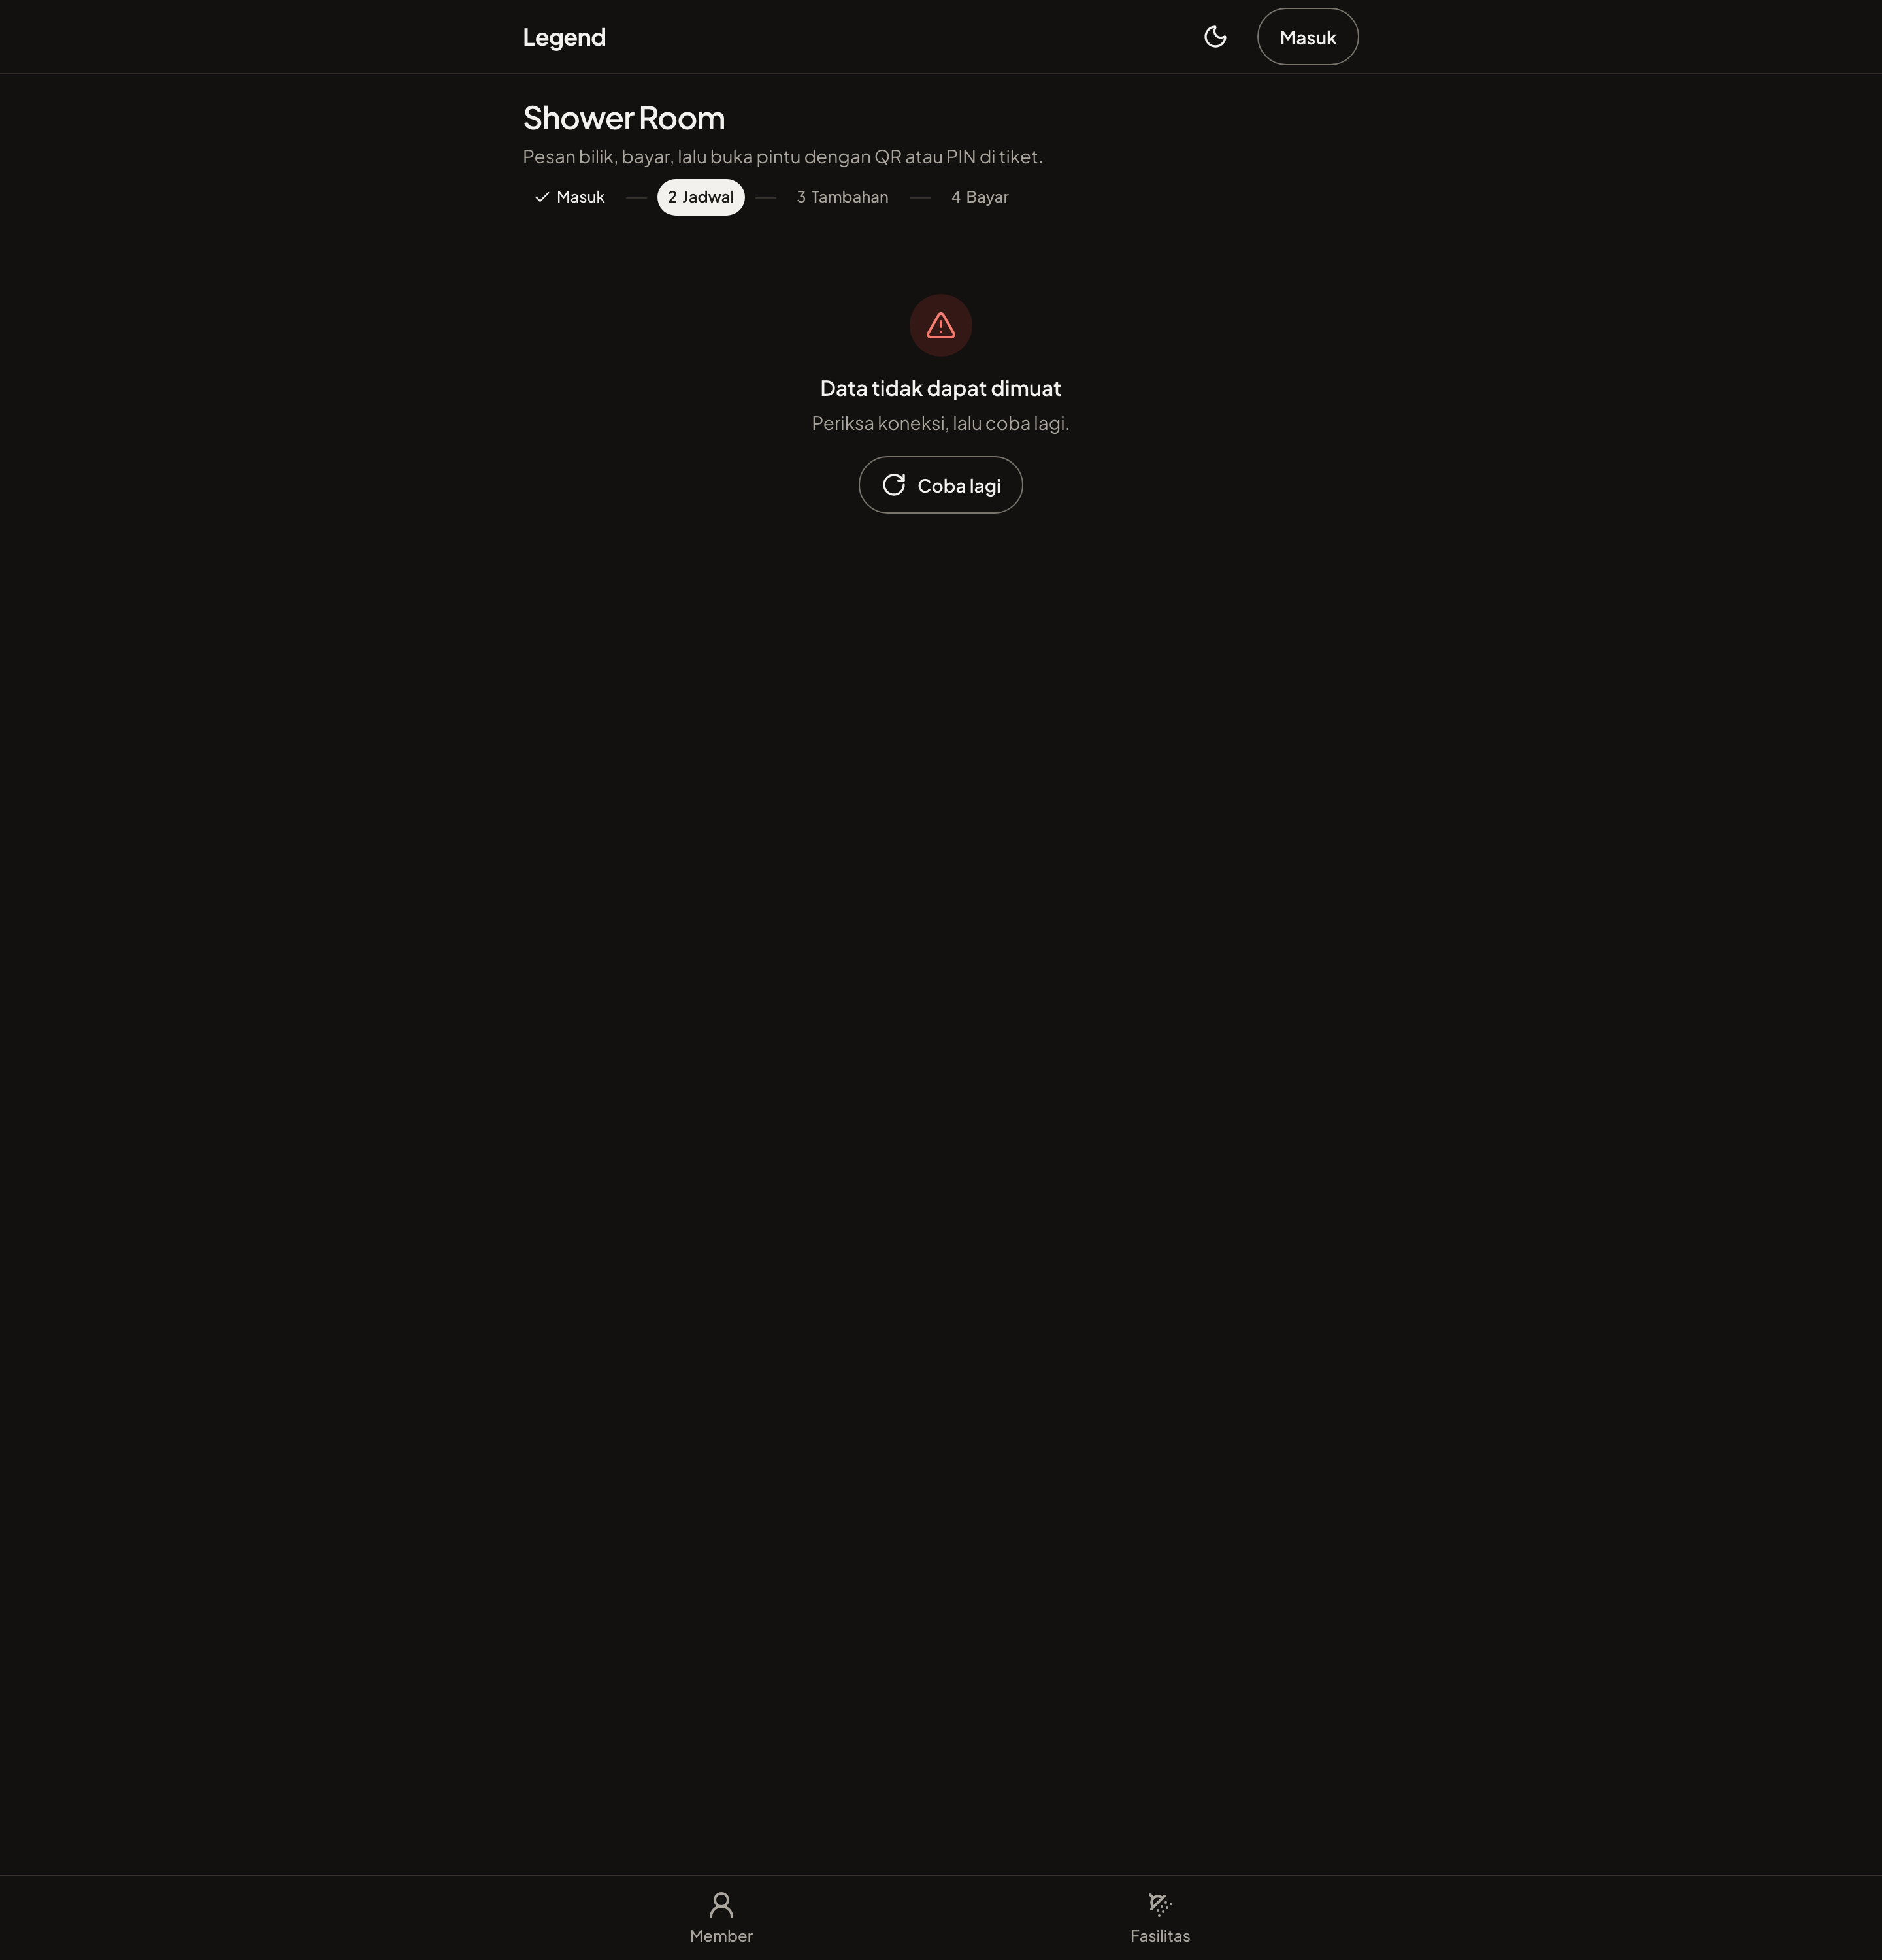 Legend
Masuk
Shower Room
Pesan bilik, bayar, lalu buka pintu dengan QR atau PIN di tiket.
Masuk 2 Jadwal 3 Tambahan 4 Bayar
Data tidak dapat dimuat
Periksa koneksi, lalu coba lagi.
Coba lagi
Member Fasilitas